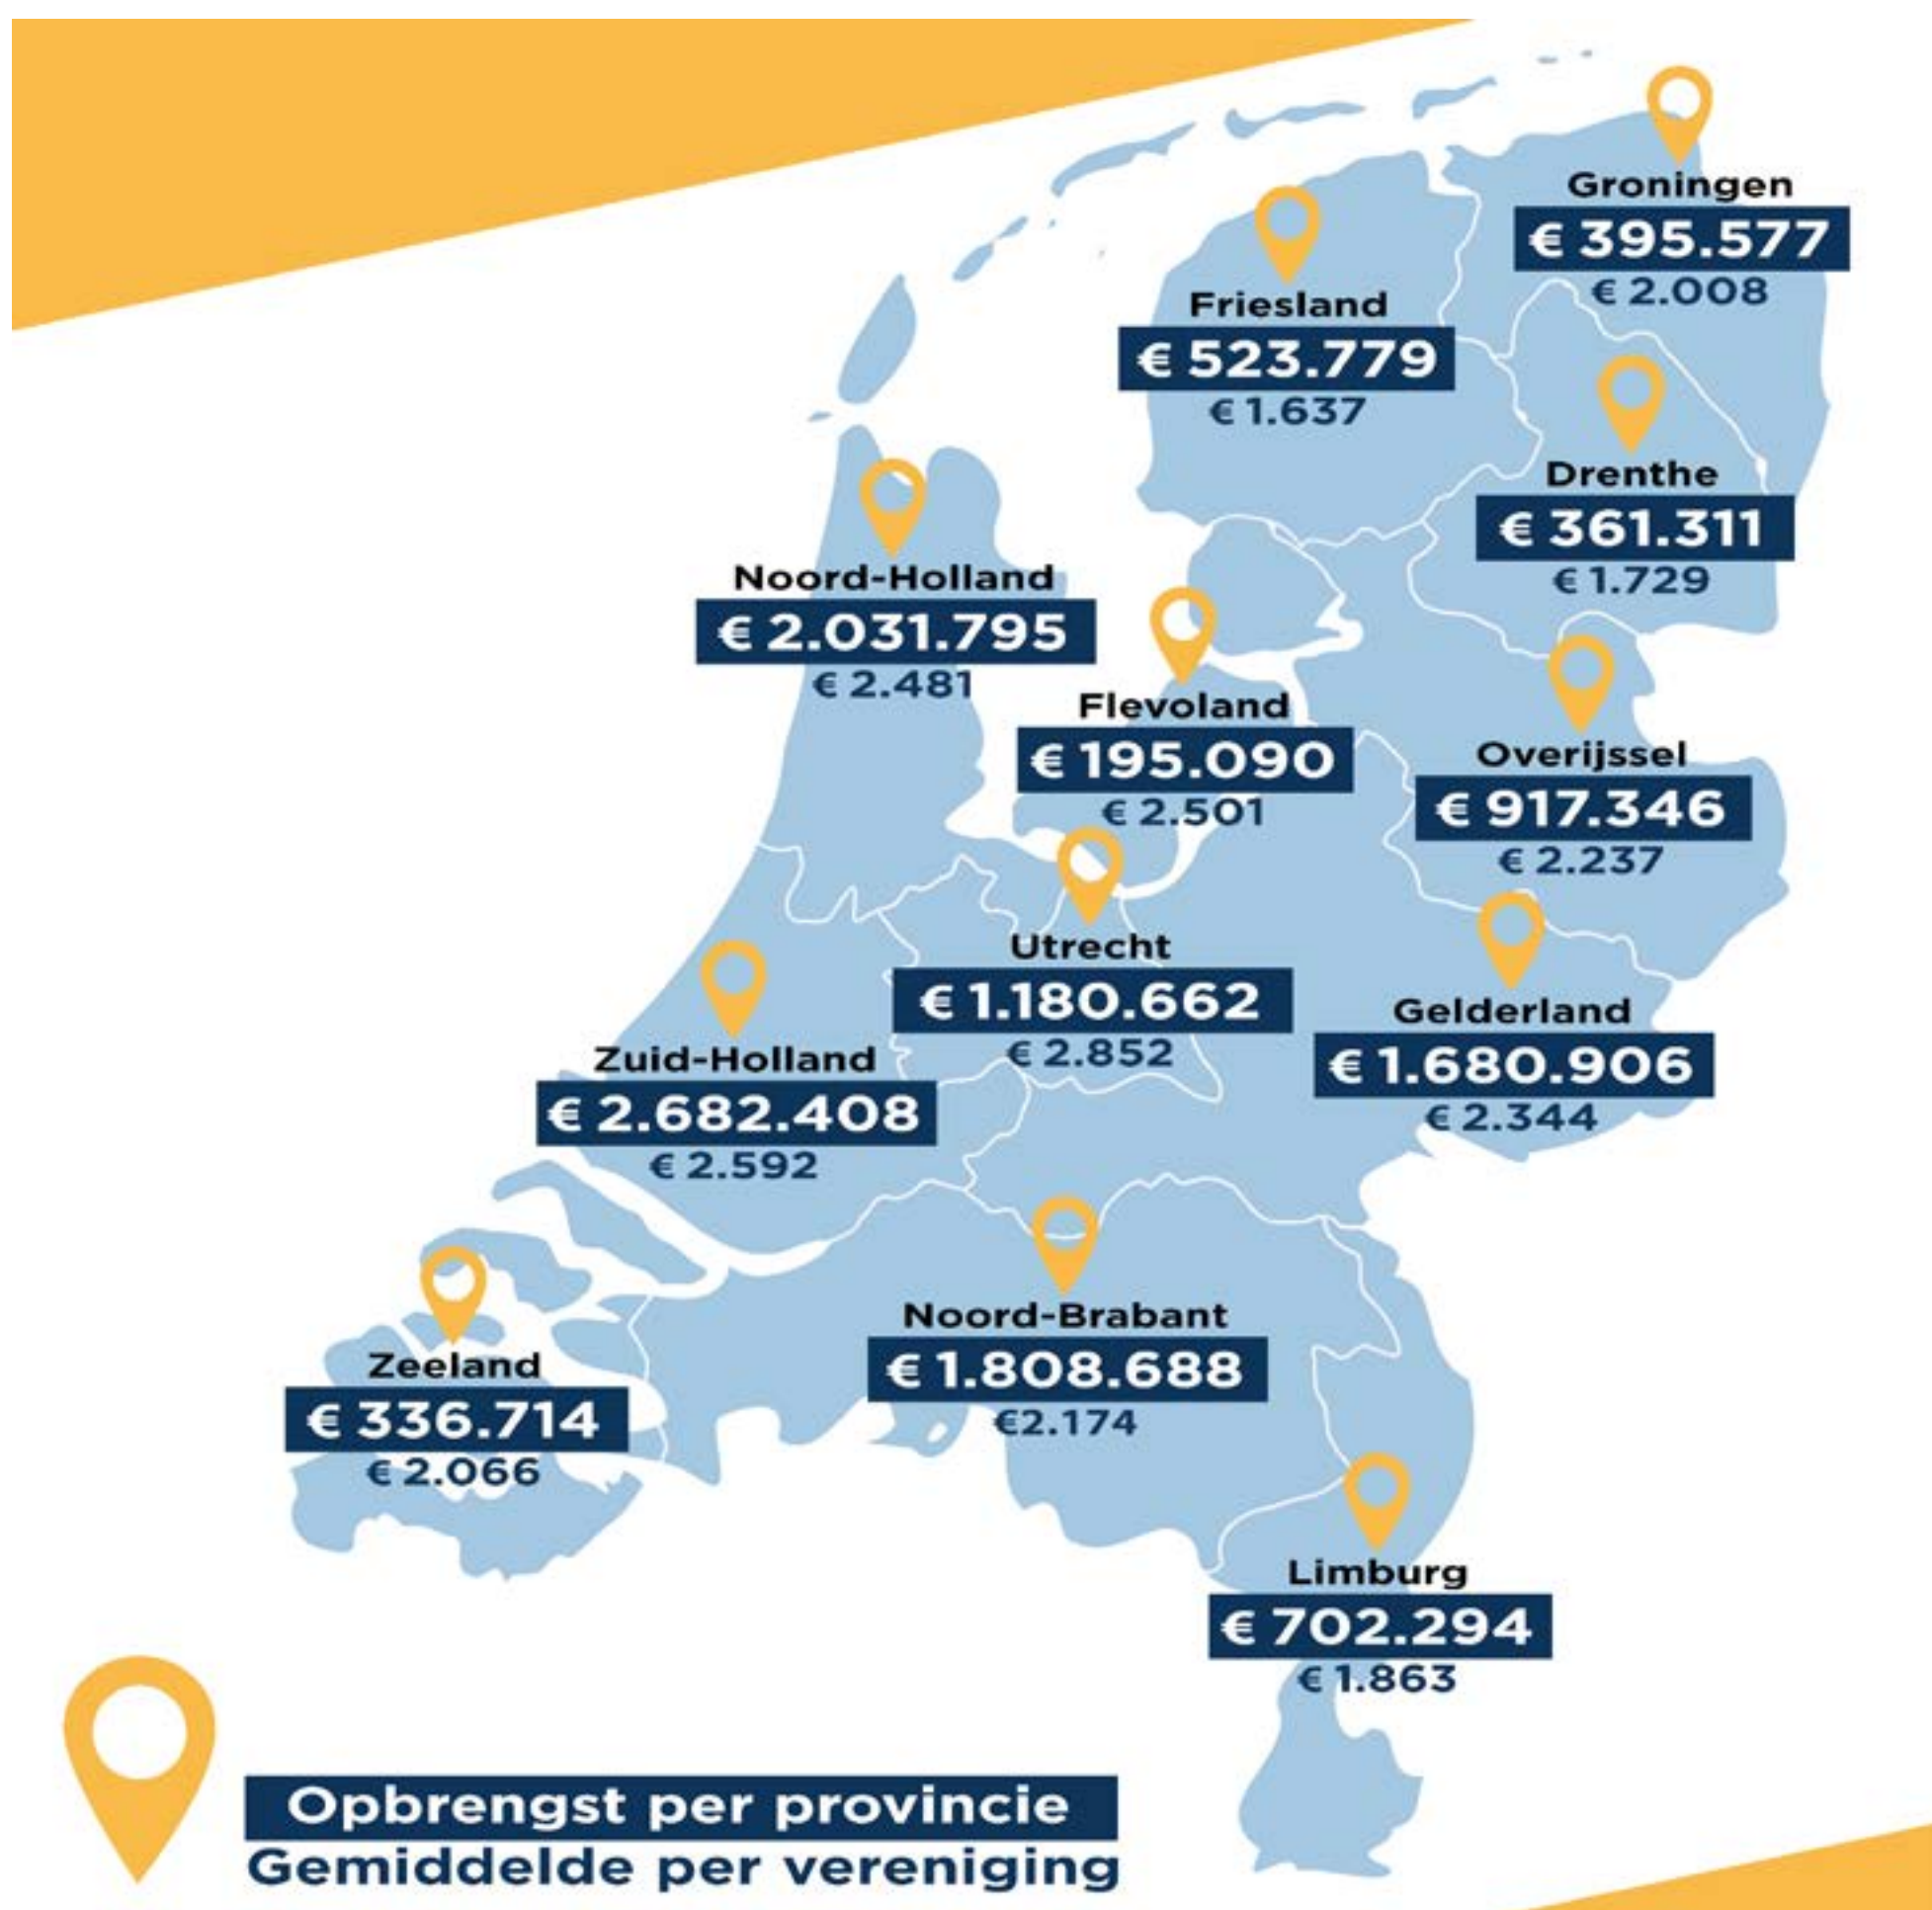 Groningen
€ 395.577
€ 2.008
Friesland
€ 523.779
€ 1.637
Drenthe
€ 361.311
€ 1.729
Noord-Holland
€ 2.031.795
€ 2.481
Flevoland
€ 195.090
€ 2.501
Overijssel
€ 917.346
€ 2.237
Utrecht
€ 1.180.662
€ 2.852
Gelderland
€ 1.680.906
€ 2.344
Zuid-Holland
€ 2.682.408
€ 2.592
Noord-Brabant
€ 1.808.688
€2.174
Zeeland
€ 336.714
€ 2.066
Limburg
€ 702.294
€ 1.863
Opbrengst per provincie
Gemiddelde per vereniging